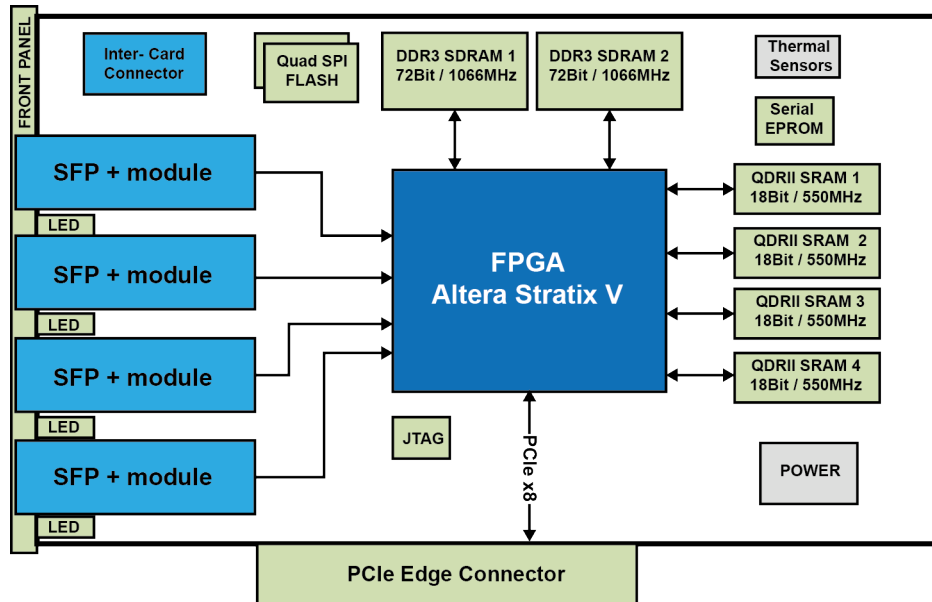 FRONT PANEL
Inter- Card
Connector
Quad SPI
FLASH
DDR3 SDRAM 1
72Bit / 1066MHz
DDR3 SDRAM 2
72Bit / 1066MHz
Thermal
Sensors
Serial
EPROM
SFP + module
LED
SFP + module
LED
SFP + module
LED
SFP + module
LED
FPGA
Altera Stratix V
QDRII SRAM 1
18Bit / 550MHz
QDRII SRAM 2
18Bit / 550MHz
QDRII SRAM 3
18Bit / 550MHz
QDRII SRAM 4
18Bit / 550MHz
JTAG
PCIe x8
POWER
PCIe Edge Connector